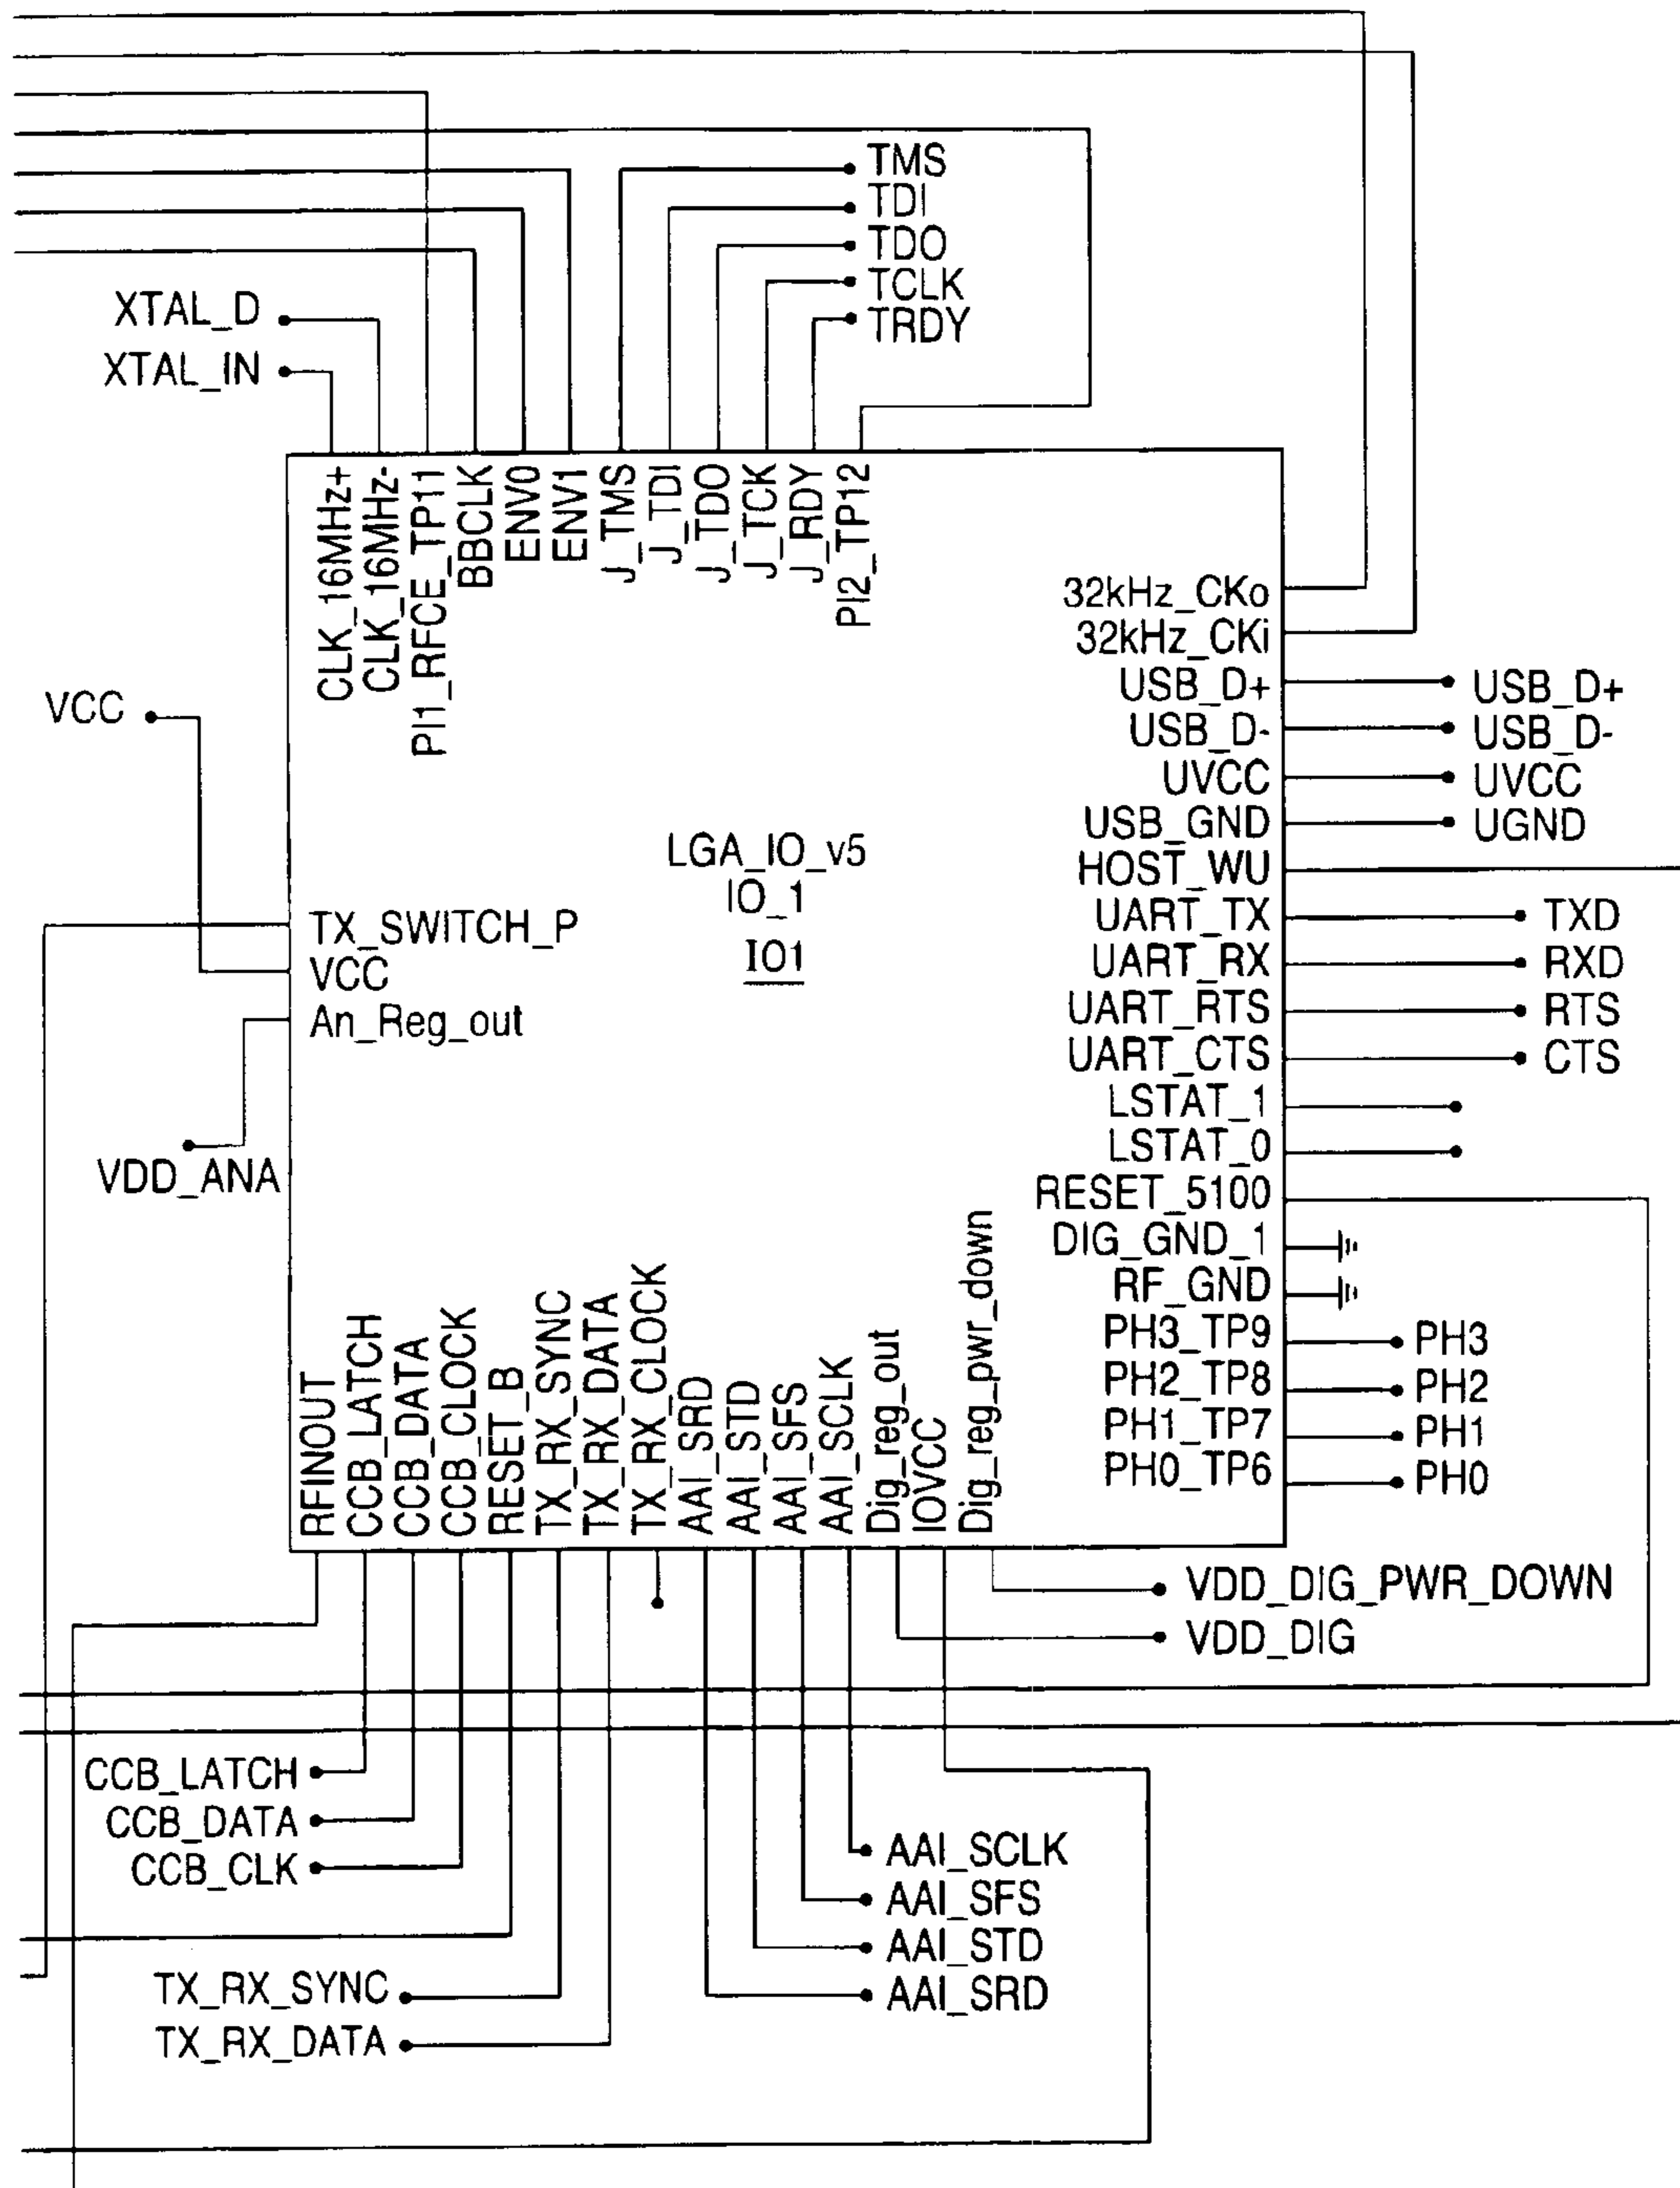 TMS
TDI
TDO
TCLK
TRDY
XTAL_D
XTAL_IN
CLK_16MHz+
CLK_16MHz-
PI1_RFCE_TP11
BBCLK
ENV0
ENV1
J_TMS
J_TDI
J_TDO
J_TCK
J_RDY
PI2_TP12
32kHz_CKo
32kHz_CKi
USB_D+ USB_D+
USB_D- USB_D-
UVCC UVCC
USB_GND UGND
HOST_WU
UART_TX TXD
UART_RX RXD
UART_RTS RTS
UART_CTS CTS
LSTAT_1
LSTAT_0
RESET_5100
DIG_GND_1
RF_GND
PH3_TP9 PH3
PH2_TP8 PH2
PH1_TP7 PH1
PH0_TP6 PH0
VCC
LGA_IO_v5
IO_1
IO1
TX_SWITCH_P
VCC
An_Reg_out
VDD_ANA
RFINOUT
CCB_LATCH
CCB_DATA
CCB_CLOCK
RESET_B
TX_RX_SYNC
TX_RX_DATA
TX_RX_CLOCK
AAI_SRD
AAI_STD
AAI_SFS
AAI_SCLK
Dig_reg_out
IOVCC
Dig_reg_pwr_down
VDD_DIG_PWR_DOWN
VDD_DIG
CCB_LATCH
CCB_DATA
CCB_CLK
AAI_SCLK
AAI_SFS
AAI_STD
AAI_SRD
TX_RX_SYNC
TX_RX_DATA